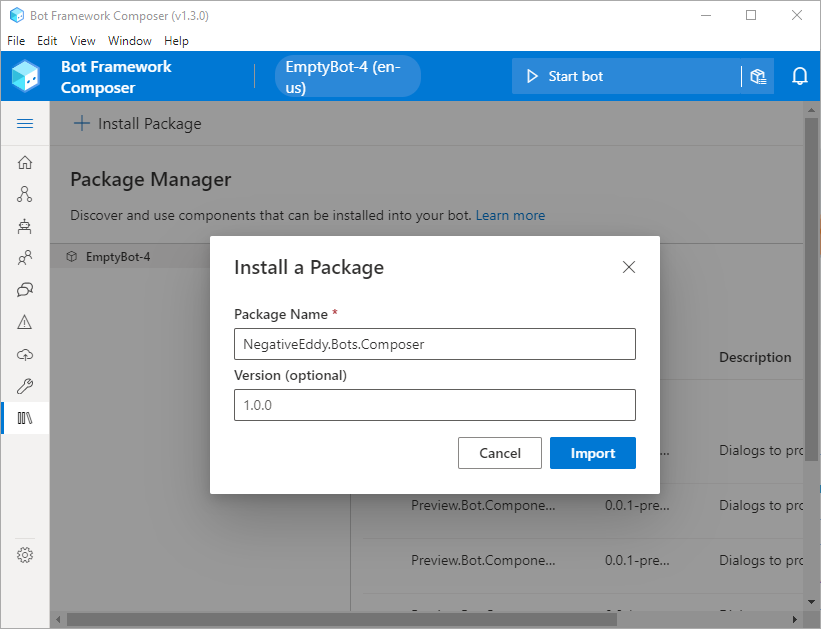 Bot Framework Composer (v1.3.0)
File Edit View Window Help
Bot Framework
Composer
EmptyBot-4 (en-
us)
Start bot
Install Package
Package Manager
Discover and use components that can be installed into your bot. Learn more
EmptyBot-4
Install a Package
Package Name *
NegativeEddy.Bots.Composer
Version (optional)
1.0.0
Cancel
Import
Description
... Dialogs to pro
Preview.Bot.Compone... 0.0.1-pre... Dialogs to pro
Preview.Bot.Compone... 0.0.1-pre... Dialogs to pro